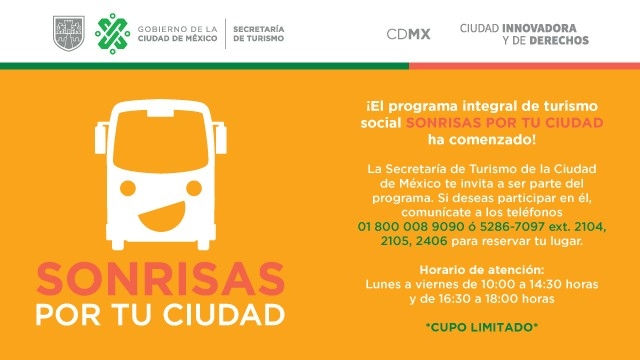 GOBIERNO DE LA
CIUDAD DE MÉXICO
SECRETARÍA
DE TURISMO
CDMX
CIUDAD INNOVADORA
Y DE DERECHOS
¡El programa integral de turismo
social SONRISAS POR TU CIUDAD
ha comenzado!
La Secretaría de Turismo de la Ciudad
de México te invita a ser parte del
programa. Si deseas participar en él,
comunícate a los teléfonos
01 800 008 9090 ó 5286-7097 ext. 2104,
2105, 2406 para reservar tu lugar.
Horario de atención:
Lunes a viernes de 10:00 a 14:30 horas
y de 16:30 a 18:00 horas
*CUPO LIMITADO*
SONRISAS
POR TU CIUDAD